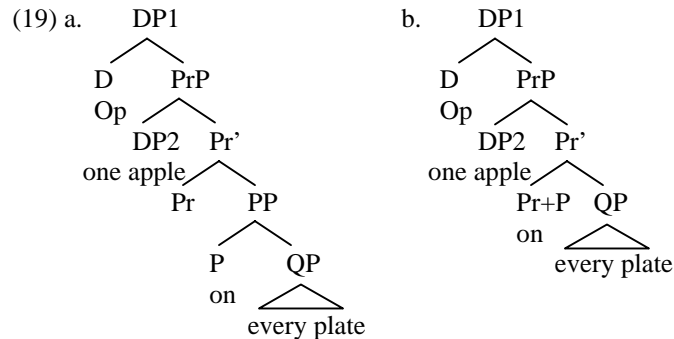 (19) a. DP1 b. DP1
D PrP D PrP
Op Op
DP2 Pr’ DP2 Pr’
one apple one apple
Pr PP Pr+P QP
on
every plate
P QP
on
every plate